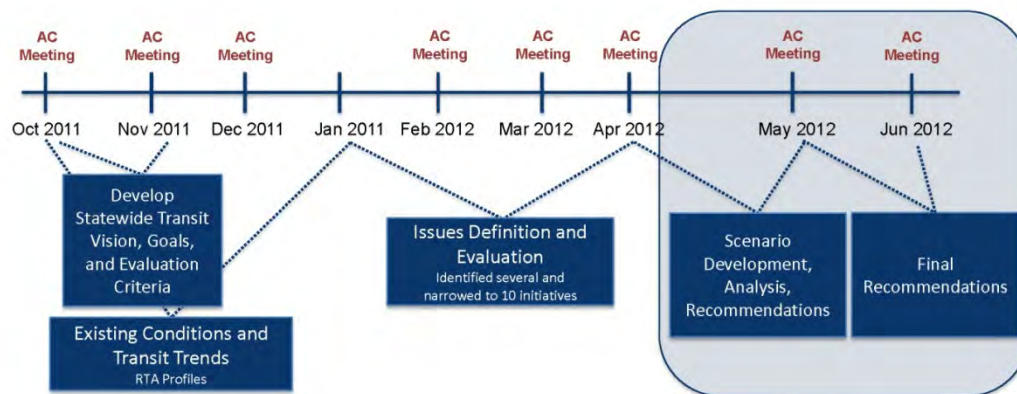 AC
Meeting
AC
Meeting
AC
Meeting
AC
Meeting
AC
Meeting
AC
Meeting
AC
Meeting
AC
Meeting
Oct 2011
Nov 2011
Dec 2011
Jan 2011
Feb 2012
Mar 2012
Apr 2012
May 2012
Jun 2012
Develop
Statewide Transit
Vision, Goals,
and Evaluation
Criteria
Existing Conditions and
Transit Trends
RTA Profiles
Issues Definition and
Evaluation
Identified several and
narrowed to 10 initiatives
Scenario
Development,
Analysis,
Recommendations
Final
Recommendations